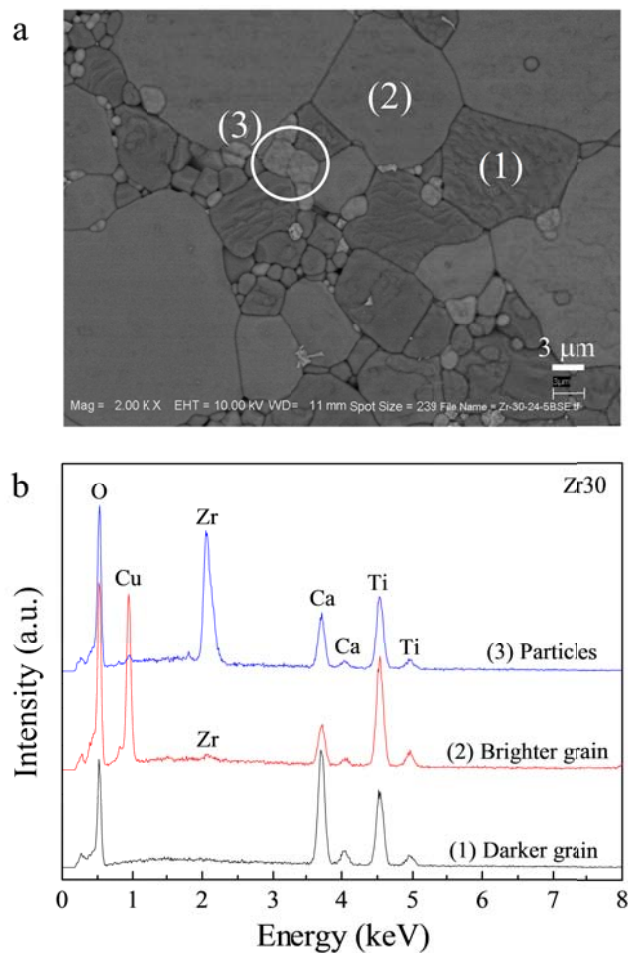 a
(2)
(3)
(1)
3 μm
3μm
Mag = 2.00 K X EHT = 10.00 kV WD= 11 mm Spot Size = 239 File Name = Zr-30-24-5BSE.tif
b
Zr30
O
Zr
Cu
Ca
Ti
Ca
Ti
(3) Particles
Zr
(2) Brighter grain
(1) Darker grain
Intensity (a.u.)
0 1 2 3 4 5 6 7 8
Energy (keV)